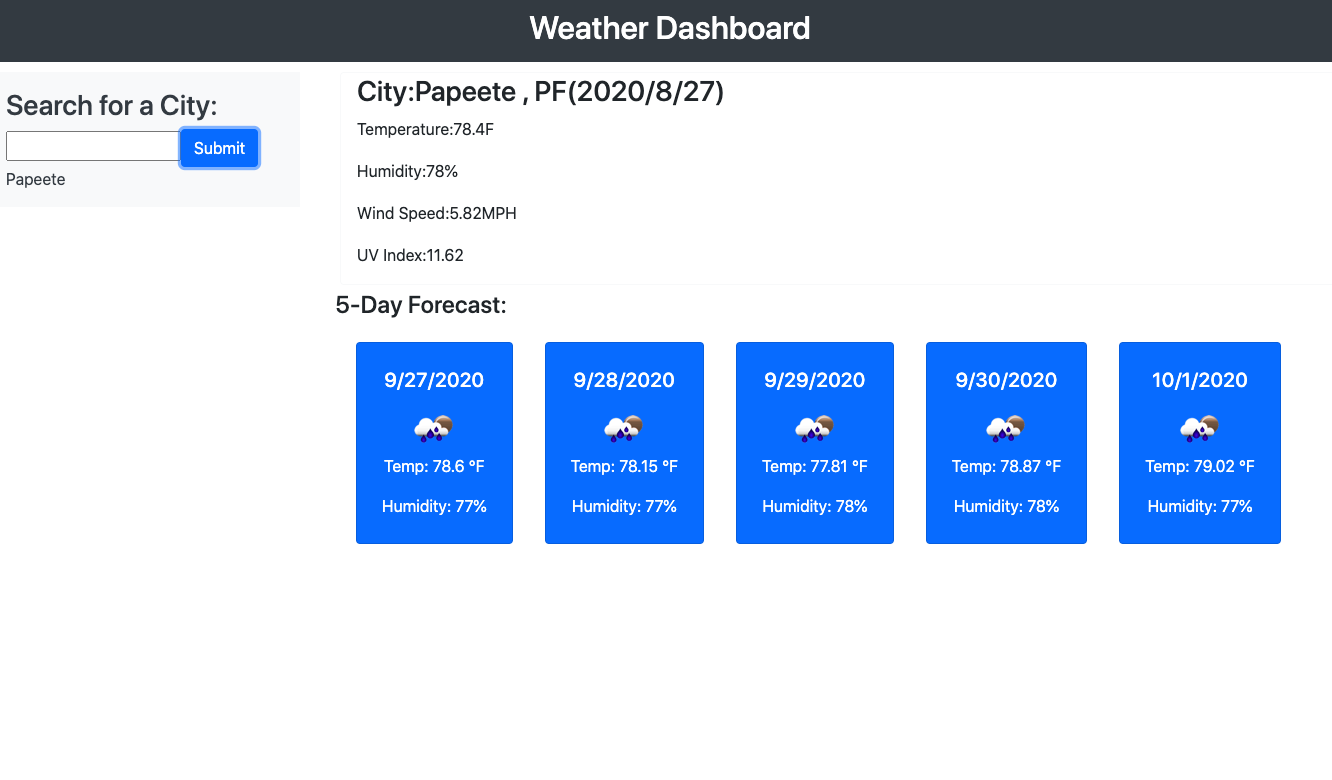 Weather Dashboard
Search for a City:
Submit
Papeete
City:Papeete , PF(2020/8/27)
Temperature:78.4F
Humidity:78%
Wind Speed:5.82MPH
UV Index:11.62
5-Day Forecast:
9/27/2020
Temp: 78.6 °F
Humidity: 77%
9/28/2020
Temp: 78.15 °F
Humidity: 77%
9/29/2020
Temp: 77.81 °F
Humidity: 78%
9/30/2020
Temp: 78.87 °F
Humidity: 78%
10/1/2020
Temp: 79.02 °F
Humidity: 77%